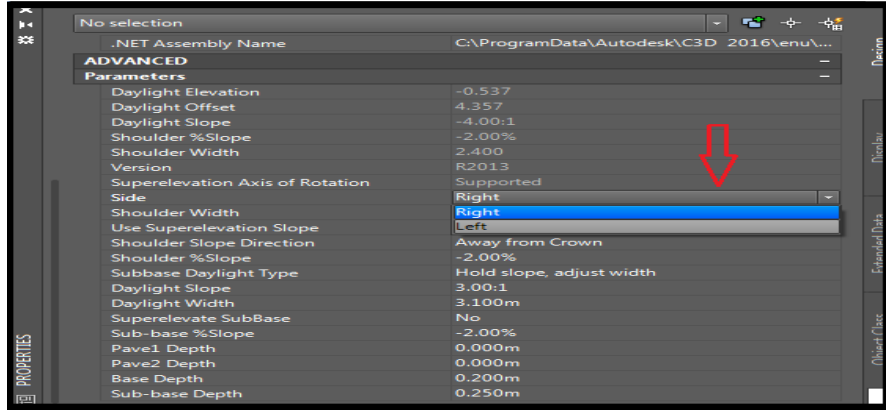 No selection
.NET Assembly Name C:\ProgramData\Autodesk\C3D 2016\enu\...
ADVANCED
Parameters
Daylight Elevation -0.537
Daylight Offset 4.357
Daylight Slope -4.00:1
Shoulder %Slope -2.00%
Shoulder Width 2.400
Version R2013
Superelevation Axis of Rotation Supported
Side Right
Shoulder Width Right
Use Superelevation Slope Left
Shoulder Slope Direction Away from Crown
Shoulder %Slope -2.00%
Subbase Daylight Type Hold slope, adjust width
Daylight Slope 3.00:1
Daylight Width 3.100m
Superelevate SubBase No
Sub-base %Slope -2.00%
Pave1 Depth 0.000m
Pave2 Depth 0.000m
Base Depth 0.200m
Sub-base Depth 0.250m
PROPERTIES
Design
Display
Extended Data
Object Class